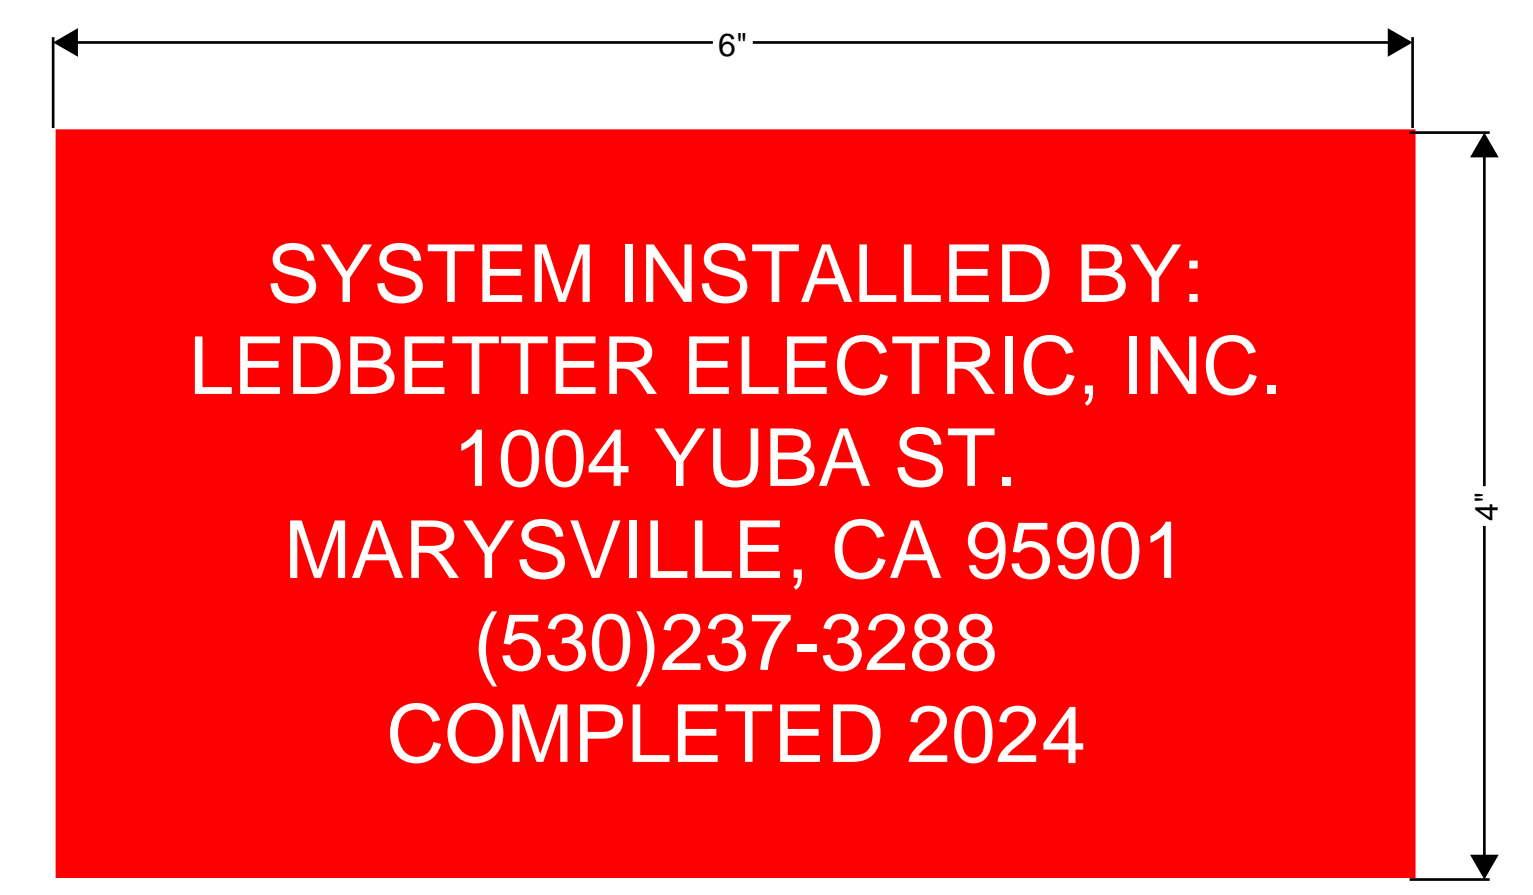 6"
SYSTEM INSTALLED BY:
LEDBETTER ELECTRIC, INC.
1004 YUBA ST.
MARYSVILLE, CA 95901
(530)237-3288
COMPLETED 2024
4"